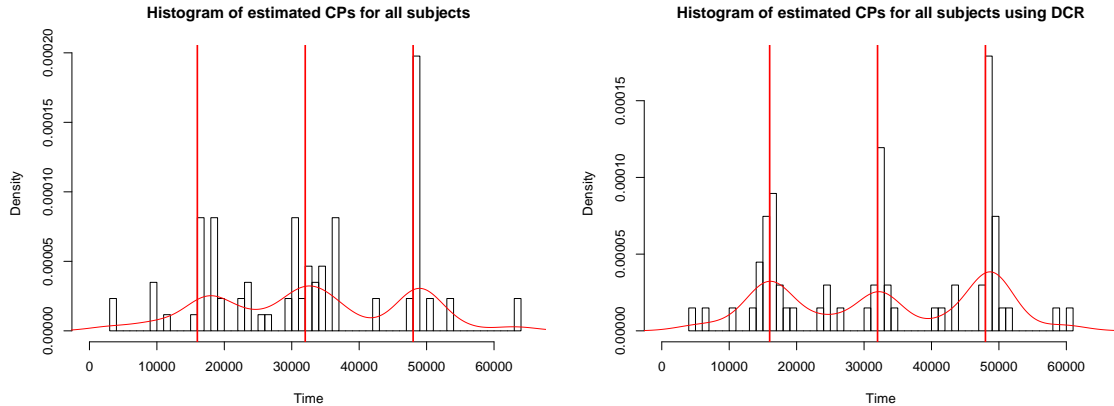 Histogram of estimated CPs for all subjects
Density
0.00000
0.00005
0.00010
0.00015
0.00020
0 10000 20000 30000 40000 50000 60000
Time
Histogram of estimated CPs for all subjects using DCR
Density
0.00000
0.00005
0.00010
0.00015
0 10000 20000 30000 40000 50000 60000
Time